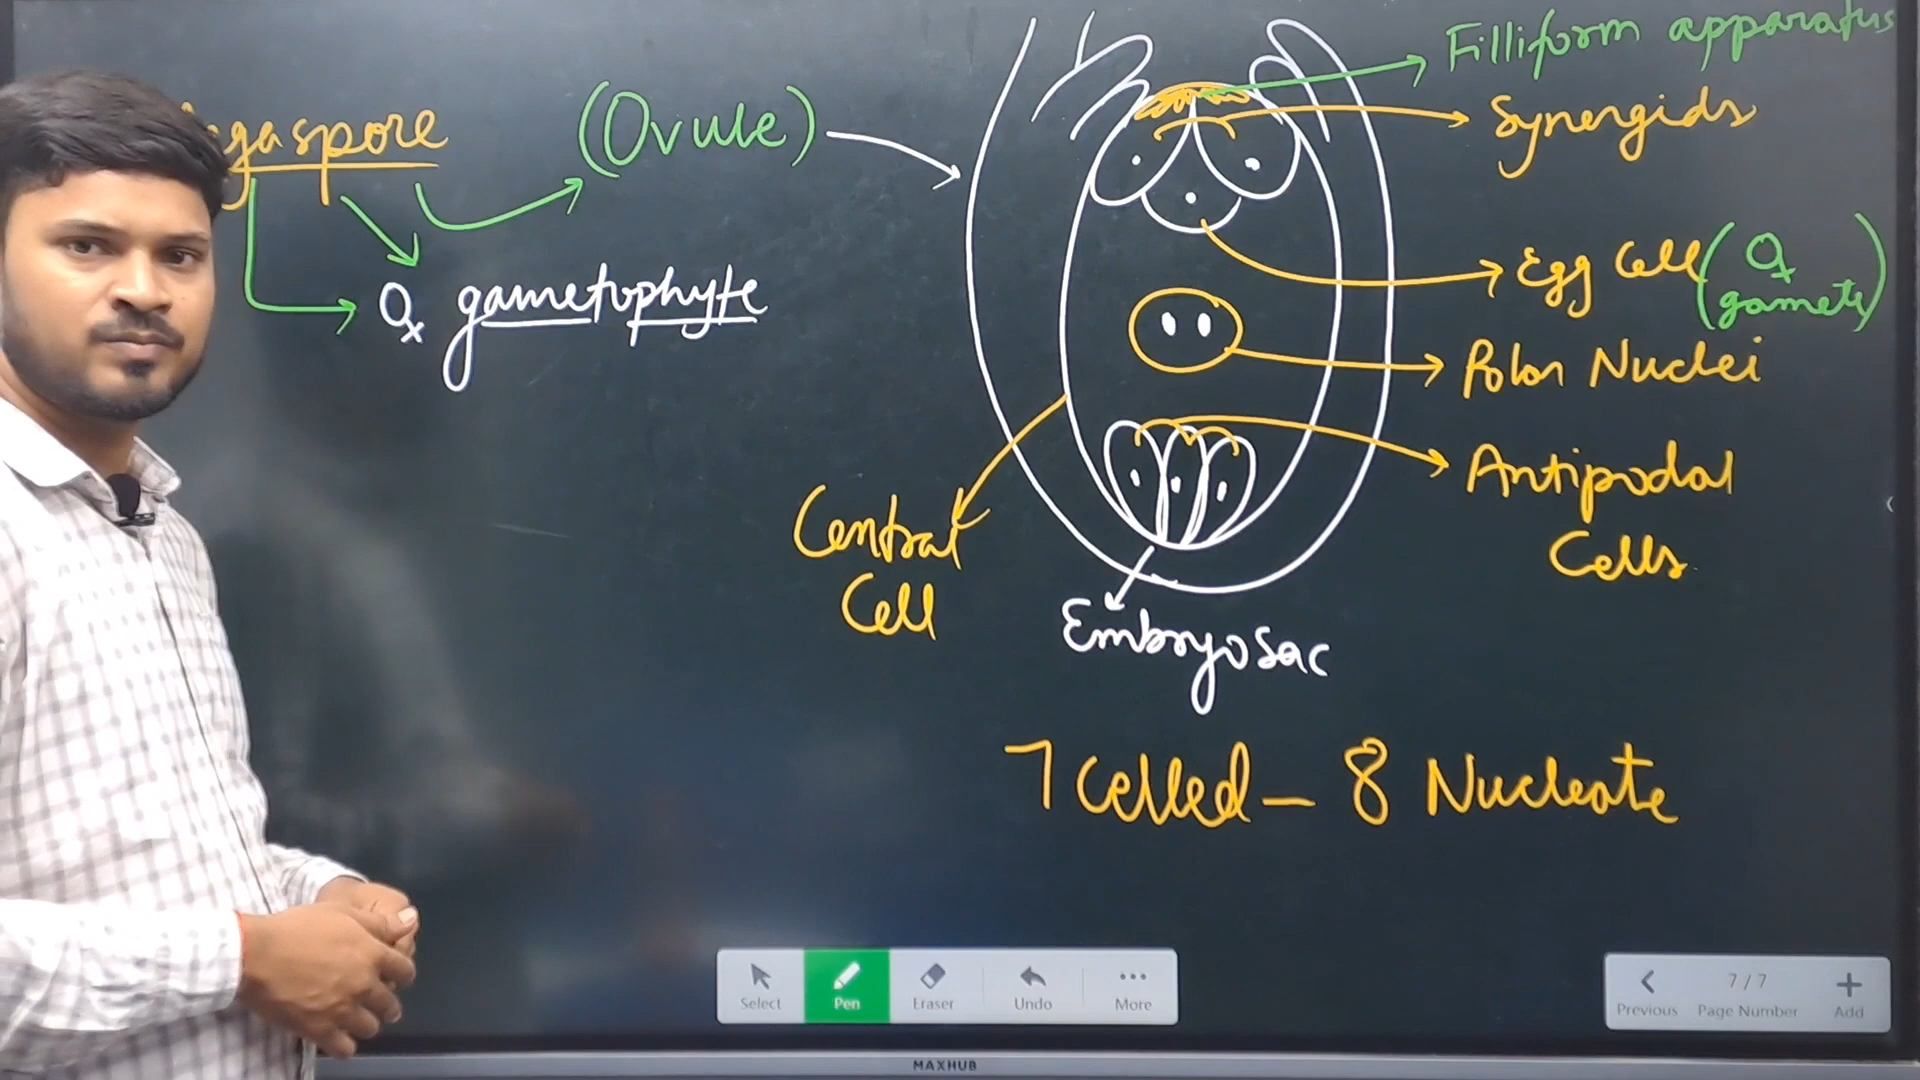 Filliform apparatus
(Ovule)
Synergids
gametophyte
Egg Cell (♀ gamete)
Polar Nuclei
Antipodal
Cells
Central
Cell
Embryosac
7 Celled – 8 Nucleate
Select
Pen
Eraser
Undo
More
Previous
7 / 7
Page Number
Add
MAXHUB